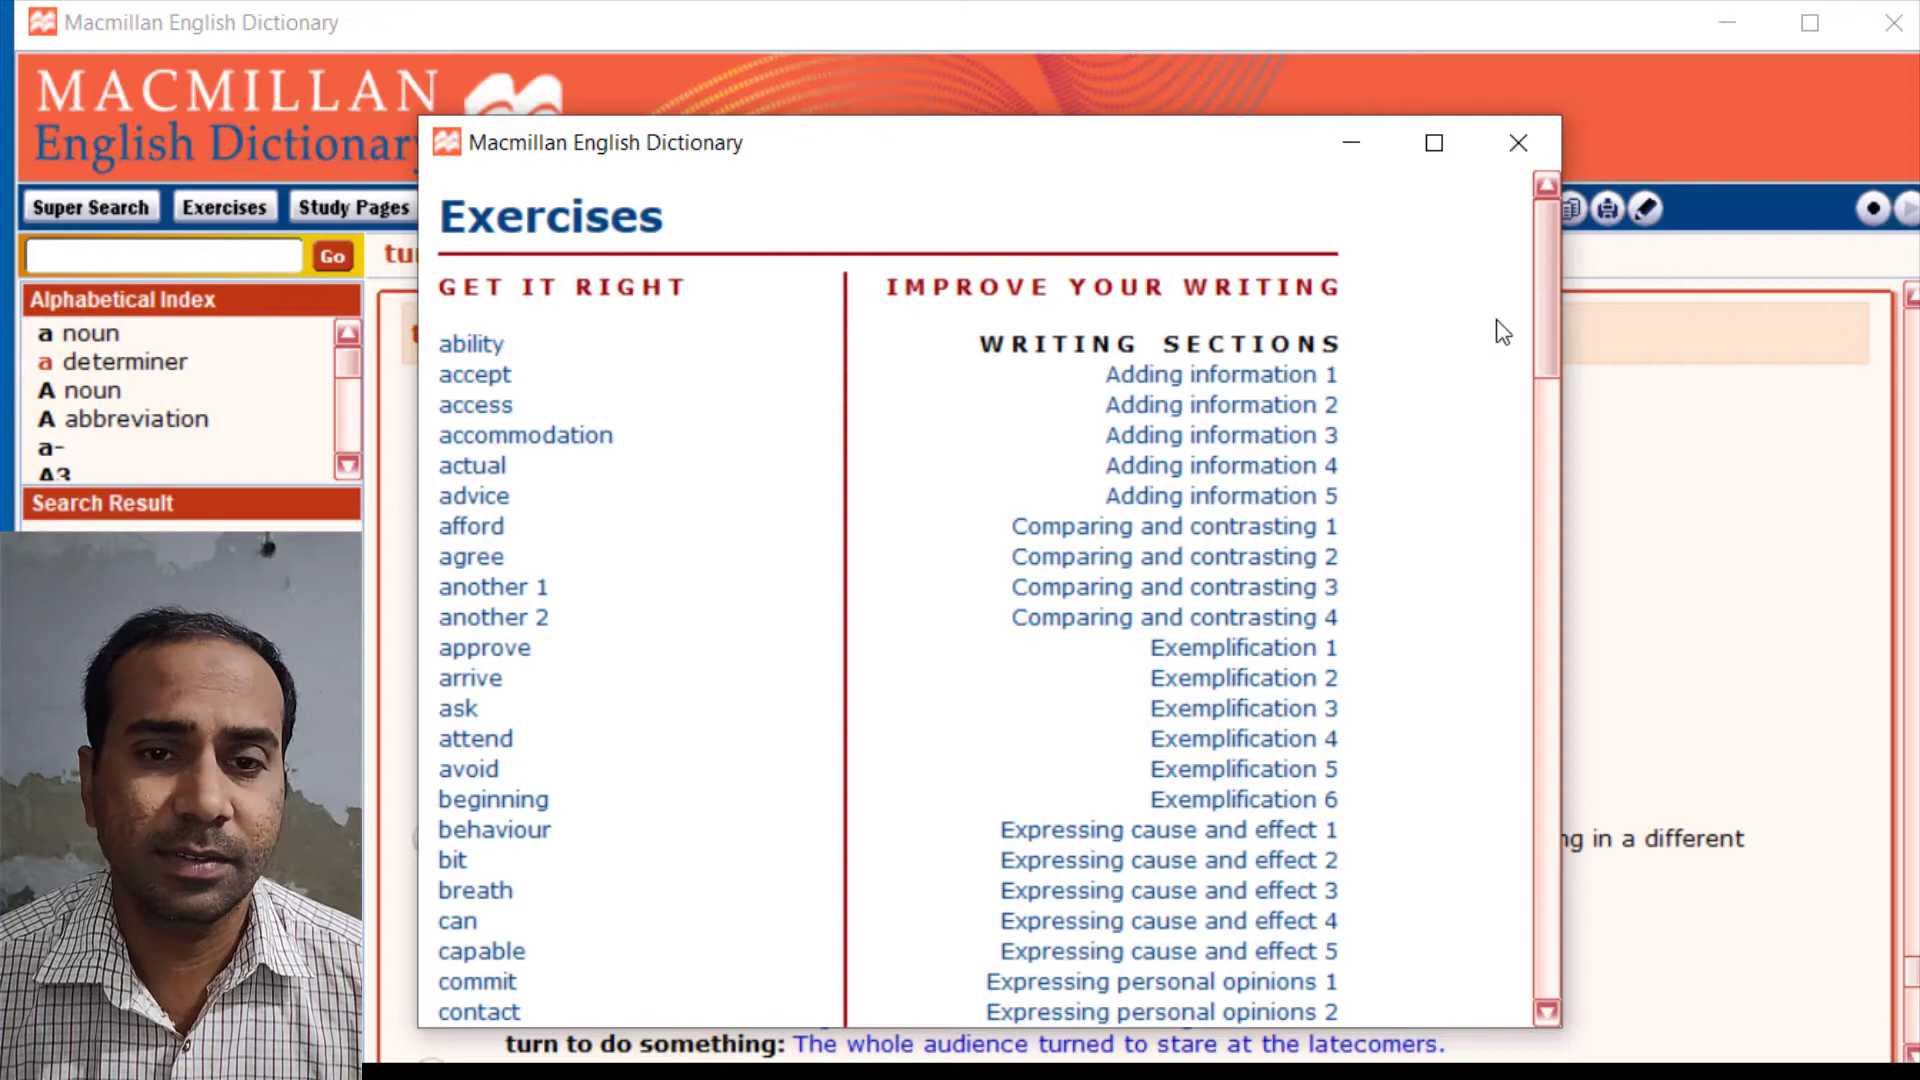 Macmillan English Dictionary
MACMILLAN
English Dictionary
Super Search
Exercises
Study Pages
Go
Alphabetical Index
a noun
a determiner
A noun
A abbreviation
a-
A3
Search Result
Macmillan English Dictionary
Exercises
GET IT RIGHT
ability
accept
access
accommodation
actual
advice
afford
agree
another 1
another 2
approve
arrive
ask
attend
avoid
beginning
behaviour
bit
breath
can
capable
commit
contact
IMPROVE YOUR WRITING
WRITING SECTIONS
Adding information 1
Adding information 2
Adding information 3
Adding information 4
Adding information 5
Comparing and contrasting 1
Comparing and contrasting 2
Comparing and contrasting 3
Comparing and contrasting 4
Exemplification 1
Exemplification 2
Exemplification 3
Exemplification 4
Exemplification 5
Exemplification 6
Expressing cause and effect 1
Expressing cause and effect 2
Expressing cause and effect 3
Expressing cause and effect 4
Expressing cause and effect 5
Expressing personal opinions 1
Expressing personal opinions 2
in a different
turn to do something: The whole audience turned to stare at the latecomers.